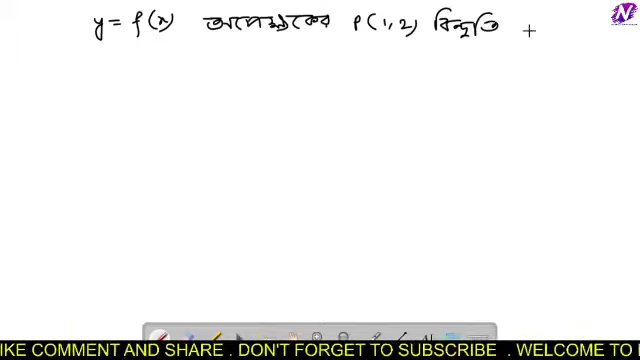 y = f(x) অপেক্ষকের P(1,2) বিন্দুতি
IKE COMMENT AND SHARE . DON'T FORGET TO SUBSCRIBE . WELCOME TO